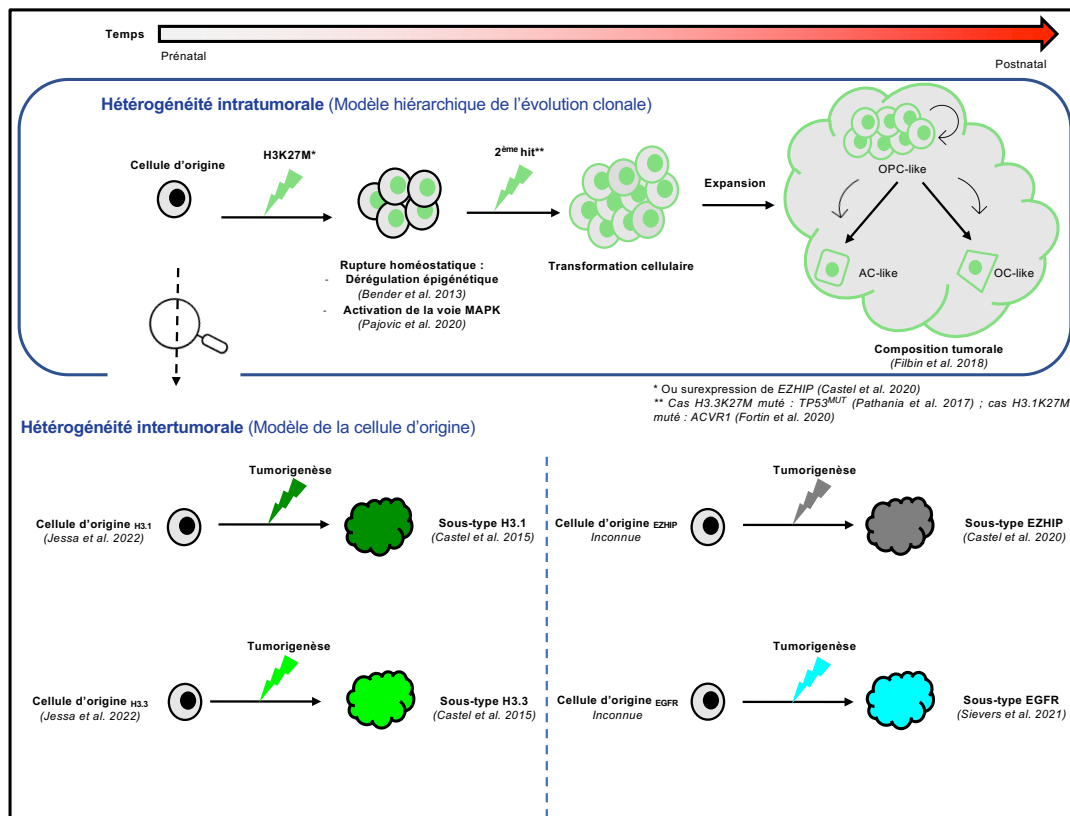 Temps
Prénatal
Postnatal
Hétérogénéité intratumorale (Modèle hiérarchique de l’évolution clonale)
Cellule d’origine
H3K27M*
2ème hit**
Expansion
OPC-like
AC-like
OC-like
Rupture homéostatique :
- Dérégulation épigénétique
(Bender et al. 2013)
- Activation de la voie MAPK
(Pajovic et al. 2020)
Transformation cellulaire
Composition tumorale
(Filbin et al. 2018)
* Ou surexpression de EZHIP (Castel et al. 2020)
** Cas H3.3K27M muté : TP53MUT (Pathania et al. 2017) ; cas H3.1K27M
muté : ACVR1 (Fortin et al. 2020)
Hétérogénéité intertumorale (Modèle de la cellule d’origine)
Tumorigenèse
Cellule d’origine H3.1
(Jessa et al. 2022)
Sous-type H3.1
(Castel et al. 2015)
Tumorigenèse
Cellule d’origine EZHIP
Inconnue
Sous-type EZHIP
(Castel et al. 2020)
Tumorigenèse
Cellule d’origine H3.3
(Jessa et al. 2022)
Sous-type H3.3
(Castel et al. 2015)
Tumorigenèse
Cellule d’origine EGFR
Inconnue
Sous-type EGFR
(Sievers et al. 2021)